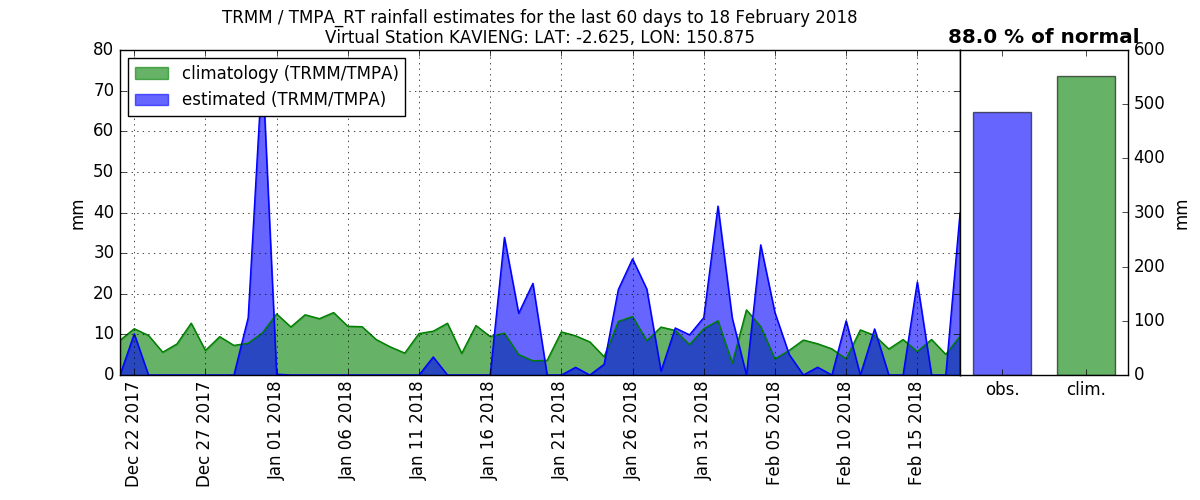 TRMM / TMPA_RT rainfall estimates for the last 60 days to 18 February 2018
Virtual Station KAVIENG: LAT: -2.625, LON: 150.875
88.0 % of normal
climatology (TRMM/TMPA)
estimated (TRMM/TMPA)
mm
80
70
60
50
40
30
20
10
0
Dec 22 2017
Dec 27 2017
Jan 01 2018
Jan 06 2018
Jan 11 2018
Jan 16 2018
Jan 21 2018
Jan 26 2018
Jan 31 2018
Feb 05 2018
Feb 10 2018
Feb 15 2018
obs.
clim.
600
500
400
300
200
100
0
mm